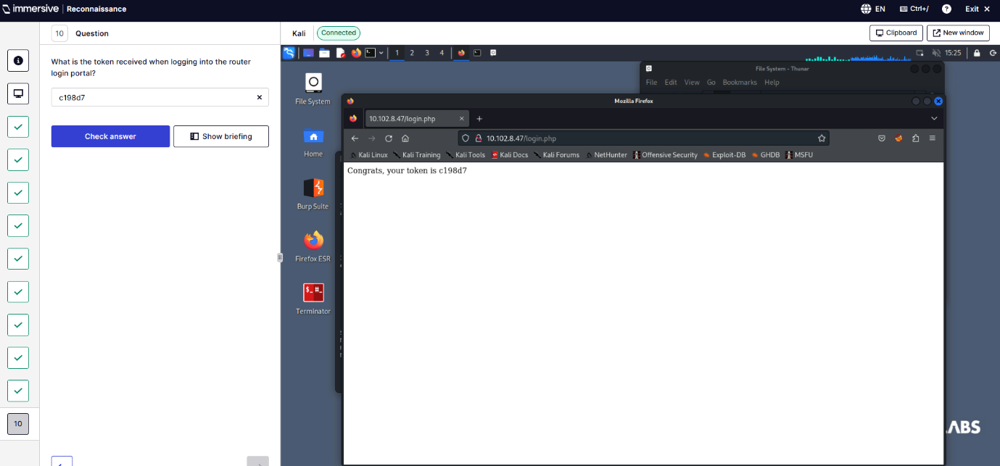 immersive | Reconnaissance
EN
Ctrl+/
?
Exit ×
10 Question
What is the token received when logging into the router
login portal?
c198d7
Check answer
Show briefing
10
Kali
Connected
Clipboard
New window
1 2 3 4
15:25
File System
Home
Burp Suite
Firefox ESR
Terminator
File System - Thunar
File Edit View Go Bookmarks Help
Mozilla Firefox
10.102.8.47/login.php
10.102.8.47/login.php
Kali Linux Kali Training Kali Tools Kali Docs Kali Forums NetHunter Offensive Security Exploit-DB GHDB MSFU
Congrats, your token is c198d7
ABS